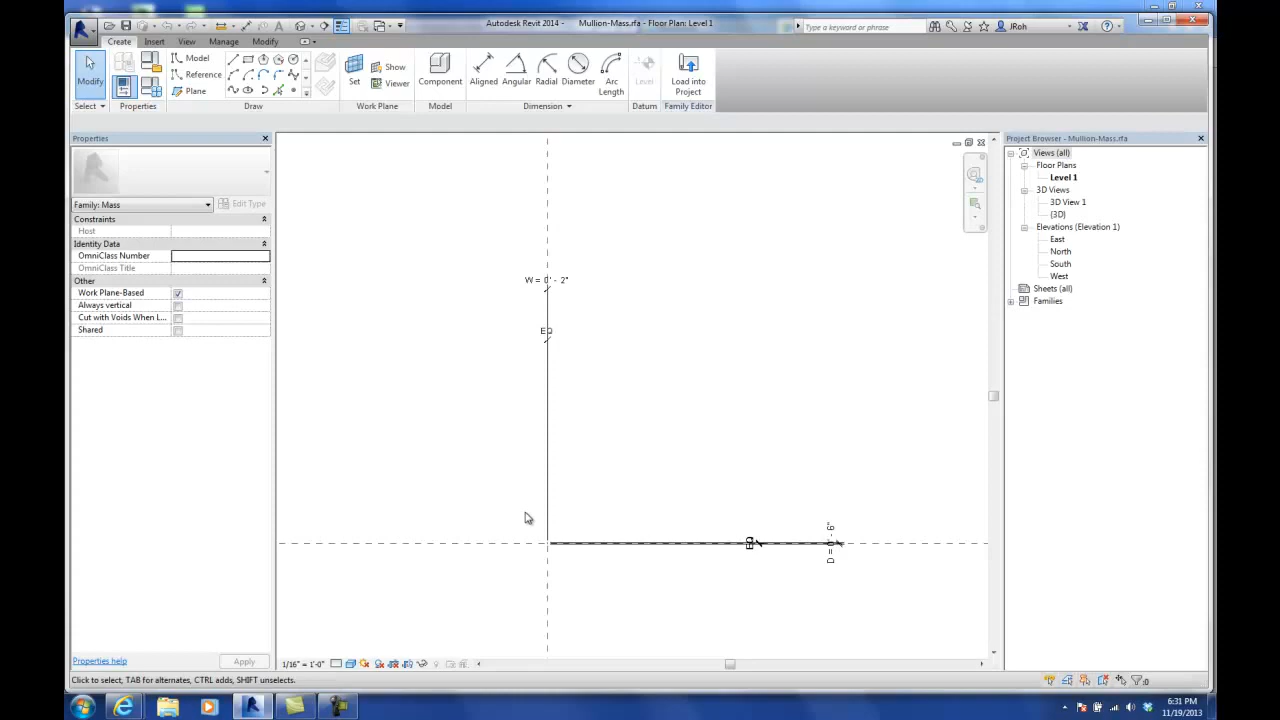 Autodesk Revit 2014 - Mullion-Mass.rfa - Floor Plan: Level 1
Type a keyword or phrase
JRoh
Create Insert View Manage Modify
Modify
Select
Properties
Model
Reference
Plane
Draw
Set
Show
Viewer
Work Plane
Component
Model
Aligned
Angular
Radial
Diameter
Arc Length
Dimension
Level
Datum
Load into Project
Family Editor
Properties
Family: Mass
Edit Type
Constraints
Host
Identity Data
OmniClass Number
OmniClass Title
Other
Work Plane-Based
Always vertical
Cut with Voids When L...
Shared
Properties help
Apply
W = 0' - 2"
EQ
EQ
D = 0' - 6"
1/16" = 1'-0"
Project Browser - Mullion-Mass.rfa
Views (all)
Floor Plans
Level 1
3D Views
3D View 1
{3D}
Elevations (Elevation 1)
East
North
South
West
Sheets (all)
Families
Click to select, TAB for alternates, CTRL adds, SHIFT unselects.
:0
6:31 PM
11/19/2013